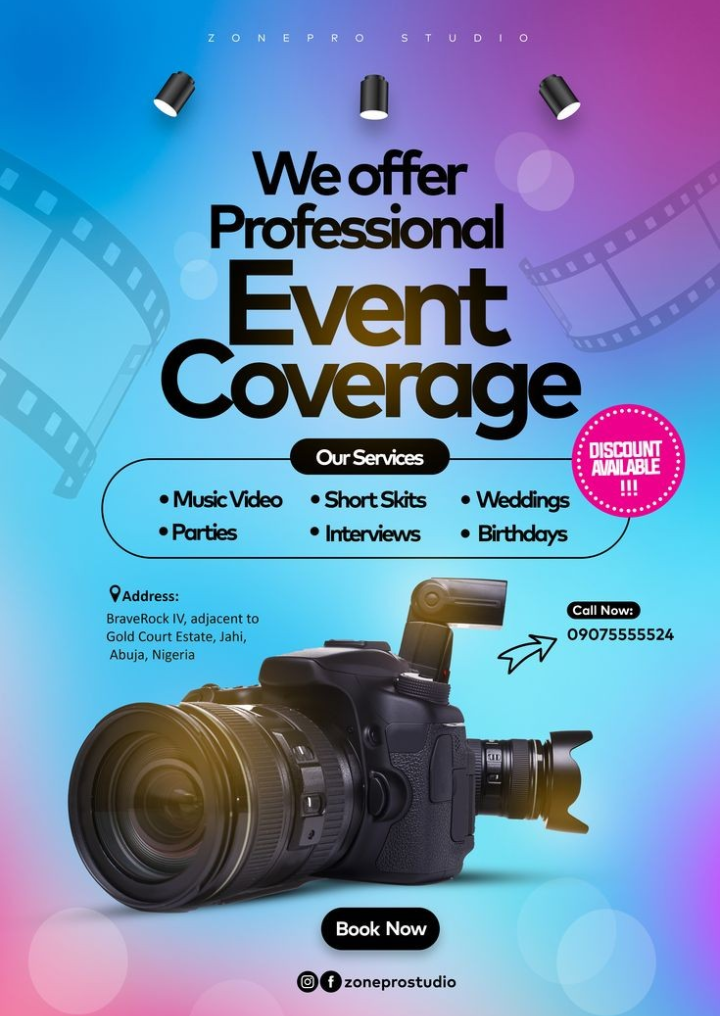 ZONEPRO STUDIO
We offer
Professional
Event
Coverage
DISCOUNT
AVAILABLE
!!!
Our Services
• Music Video • Short Skits • Weddings
• Parties • Interviews • Birthdays
Address:
BraveRock IV, adjacent to
Gold Court Estate, Jahi,
Abuja, Nigeria
Call Now:
09075555524
Book Now
zoneprostudio